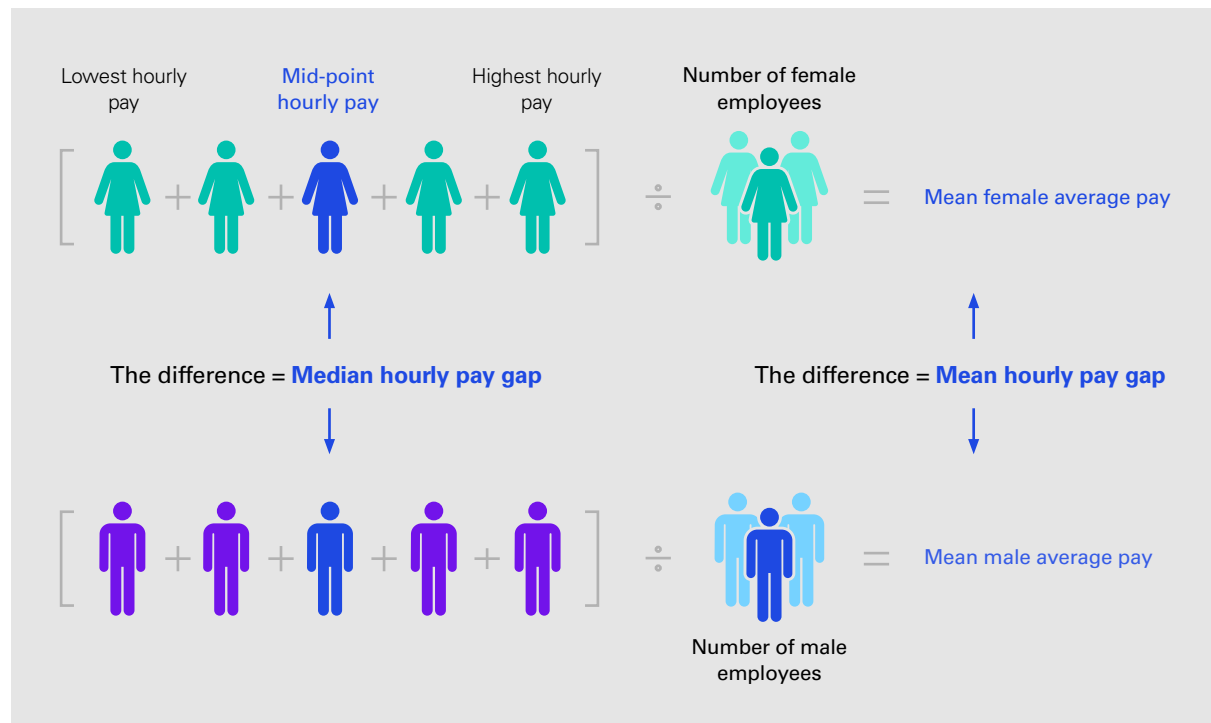 Lowest hourly
pay
Mid-point
hourly pay
Highest hourly
pay
Number of female
employees
[ + + + + ] ÷ = Mean female average pay
The difference = Median hourly pay gap
The difference = Mean hourly pay gap
[ + + + + ] ÷ = Mean male average pay
Number of male
employees